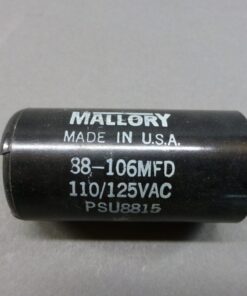 MALLORY
MADE IN U.S.A.
88-106MFD
110/125VAC
PSU8815